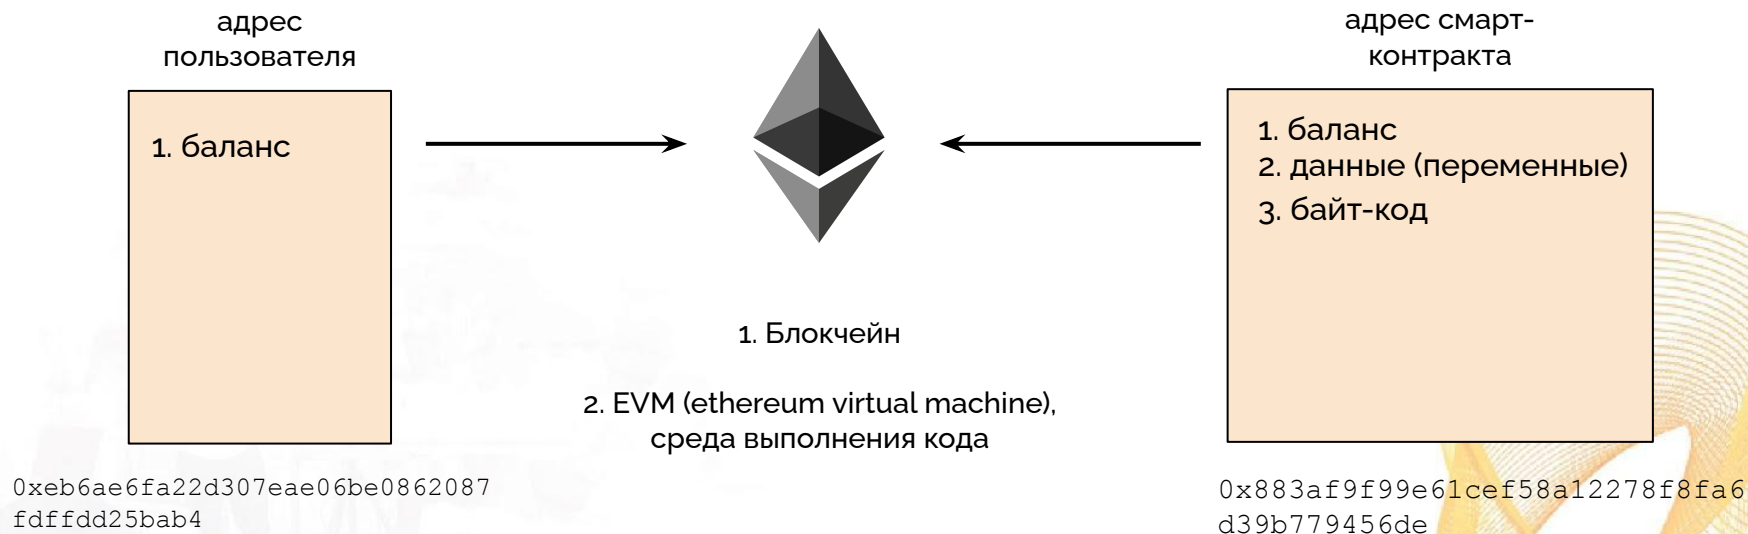 адрес
пользователя
1. баланс
0xeb6ae6fa22d307eae06be0862087
fdffdd25bab4
1. Блокчейн
2. EVM (ethereum virtual machine),
среда выполнения кода
адрес смарт-
контракта
1. баланс
2. данные (переменные)
3. байт-код
0x883af9f99e61cef58a12278f8fa6
d39b779456de